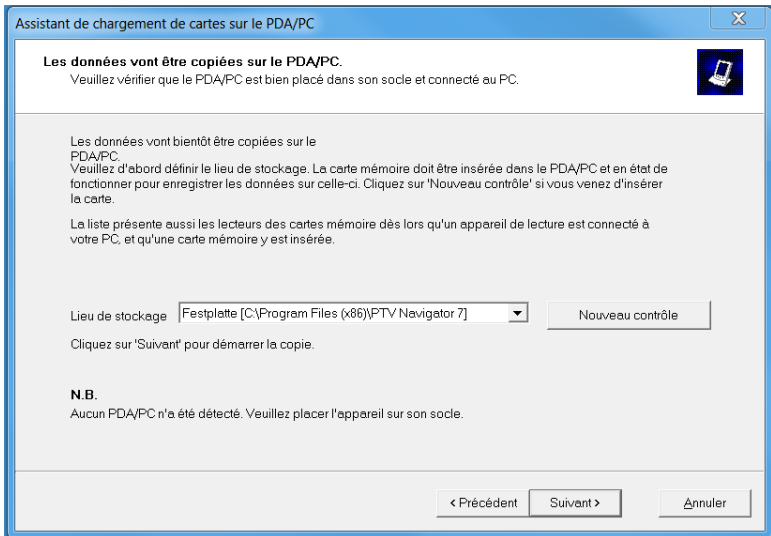 Assistant de chargement de cartes sur le PDA/PC
Les données vont être copiées sur le PDA/PC.
Veuillez vérifier que le PDA/PC est bien placé dans son socle et connecté au PC.
Les données vont bientôt être copiées sur le
PDA/PC.
Veuillez d'abord définir le lieu de stockage. La carte mémoire doit être insérée dans le PDA/PC et en état de
fonctionner pour enregistrer les données sur celle-ci. Cliquez sur 'Nouveau contrôle' si vous venez d'insérer
la carte.
La liste présente aussi les lecteurs des cartes mémoire dès lors qu'un appareil de lecture est connecté à
votre PC, et qu'une carte mémoire y est insérée.
Lieu de stockage Festplatte [C:\Program Files (x86)\PTV Navigator 7] Nouveau contrôle
Cliquez sur 'Suivant' pour démarrer la copie.
N.B.
Aucun PDA/PC n'a été détecté. Veuillez placer l'appareil sur son socle.
< Précédent Suivant > Annuler